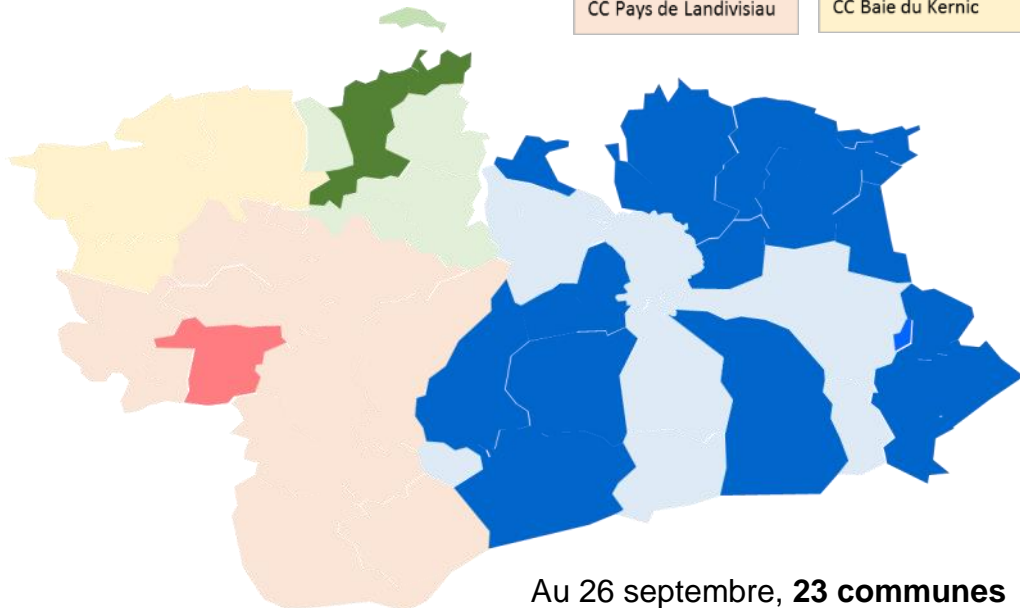 CC Pays de Landivisiau
CC Baie du Kernic
Au 26 septembre, 23 communes